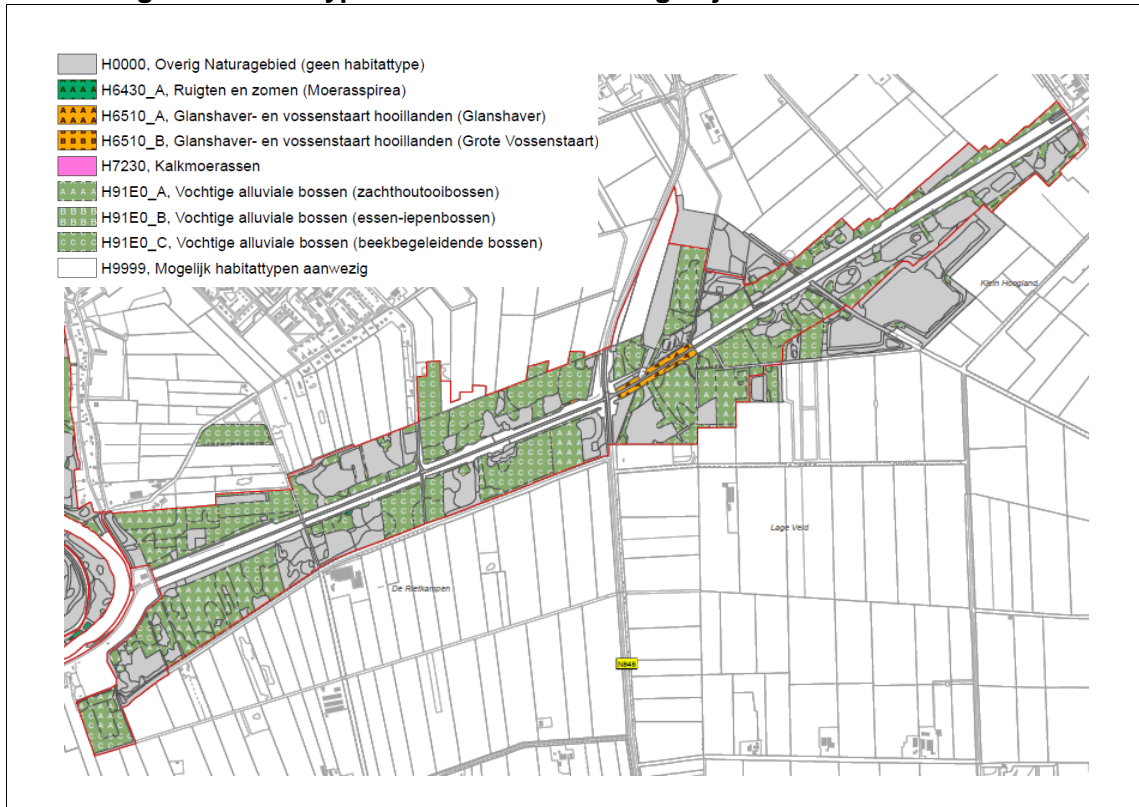 H0000, Overig Naturagebied (geen habitattype)
H6430_A, Ruigten en zomen (Moerasspirea)
H6510_A, Glanshaver- en vossenstaart hooillanden (Glanshaver)
H6510_B, Glanshaver- en vossenstaart hooillanden (Grote Vossenstaart)
H7230, Kalkmoerassen
H91E0_A, Vochtige alluviale bossen (zachthoutooibossen)
H91E0_B, Vochtige alluviale bossen (essen-iepenbossen)
H91E0_C, Vochtige alluviale bossen (beekbegeleidende bossen)
H9999, Mogelijk habitattypen aanwezig
Klein Hoogland
Lage Veld
De Rietkampen
N848